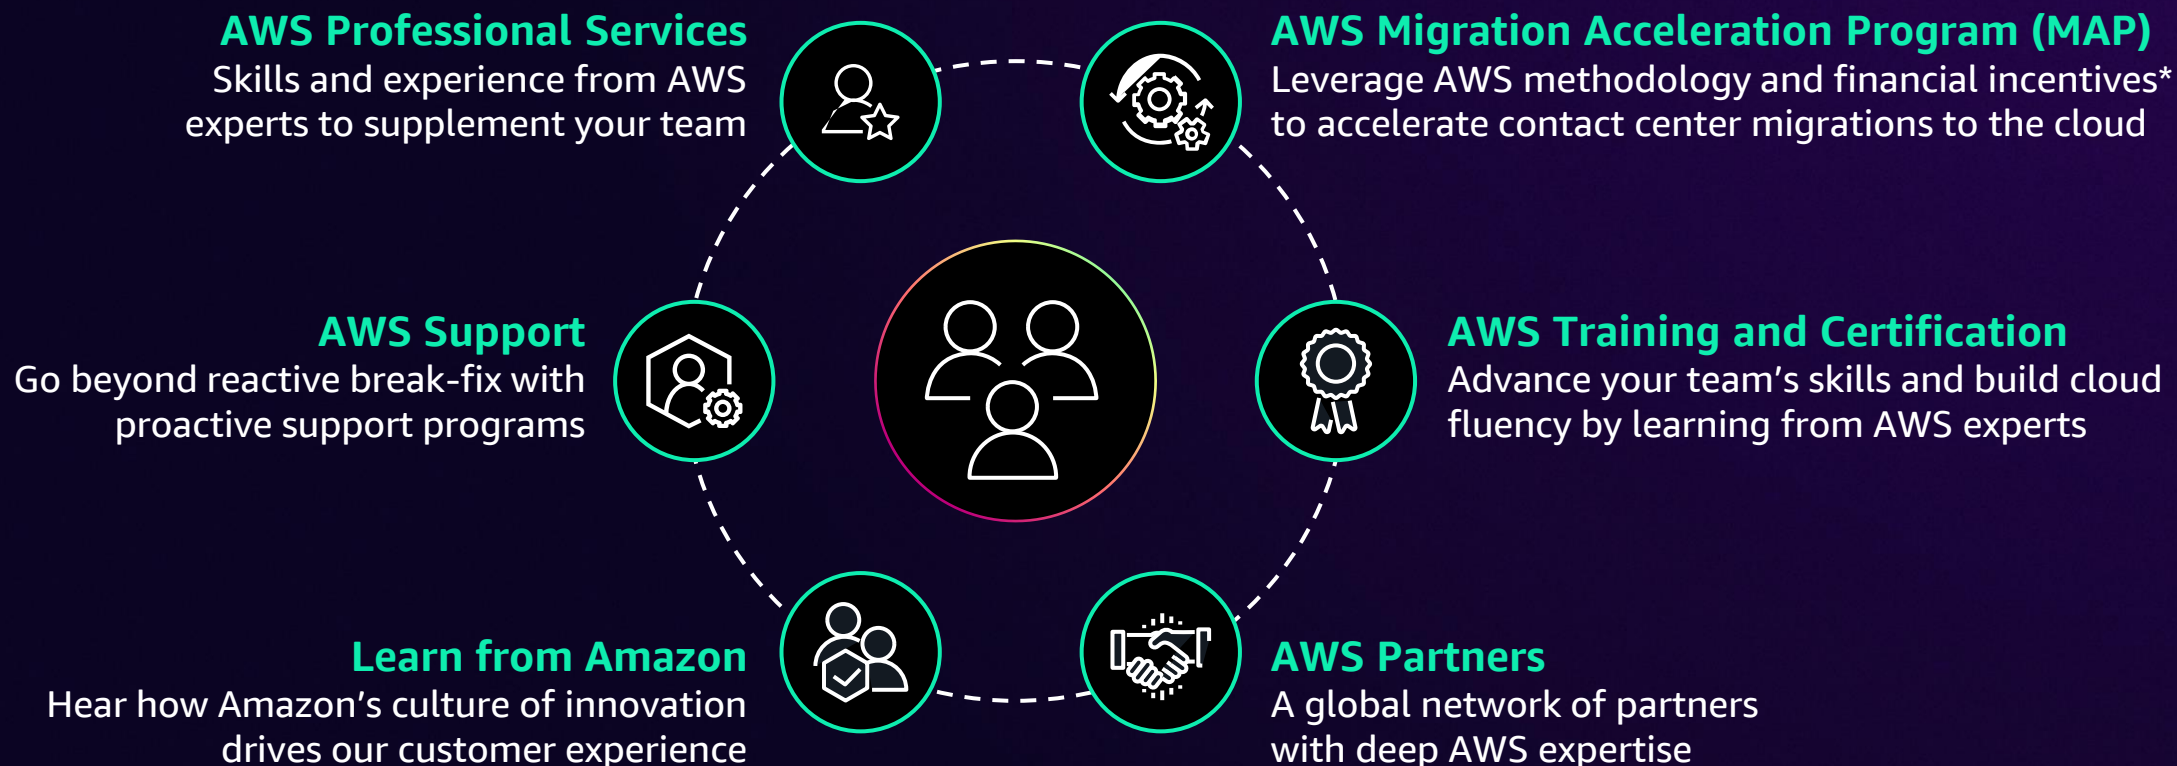 AWS Professional Services
Skills and experience from AWS
experts to supplement your team
AWS Migration Acceleration Program (MAP)
Leverage AWS methodology and financial incentives*
to accelerate contact center migrations to the cloud
AWS Support
Go beyond reactive break-fix with
proactive support programs
AWS Training and Certification
Advance your team’s skills and build cloud
fluency by learning from AWS experts
Learn from Amazon
Hear how Amazon’s culture of innovation
drives our customer experience
AWS Partners
A global network of partners
with deep AWS expertise